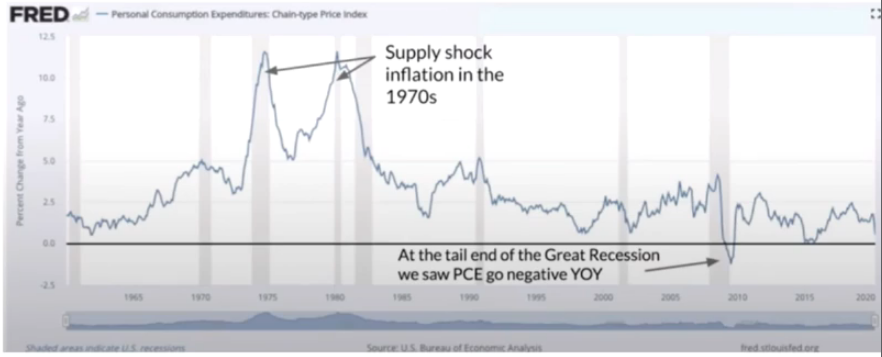 FRED
Personal Consumption Expenditures: Chain-type Price Index
12.5
10.0
7.5
5.0
2.5
0.0
-2.5
Percent Change from Year Ago
Supply shock
inflation in the
1970s
At the tail end of the Great Recession
we saw PCE go negative YOY
1965
1970
1975
1980
1985
1990
1995
2000
2005
2010
2015
2020
Shaded areas indicate U.S. recessions
Source: U.S. Bureau of Economic Analysis
fred.stlouisfed.org